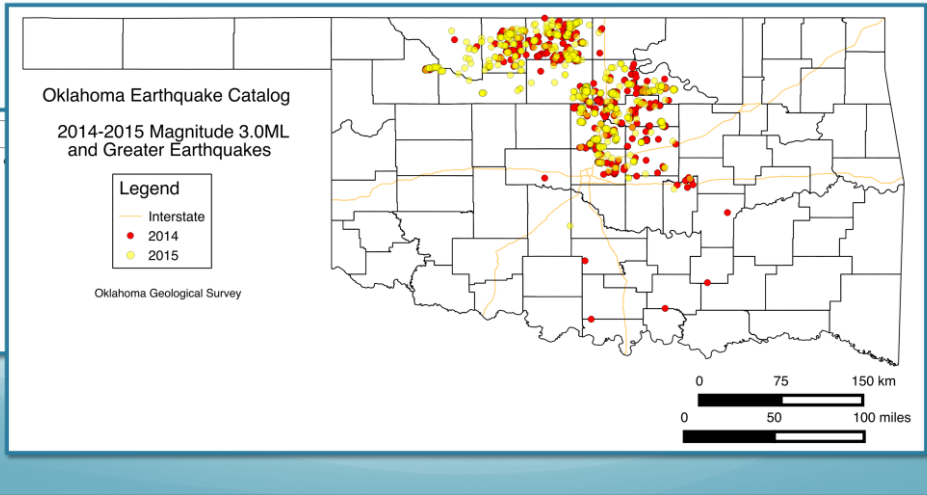 Oklahoma Earthquake Catalog
2014-2015 Magnitude 3.0ML
and Greater Earthquakes
Legend
Interstate
2014
2015
Oklahoma Geological Survey
0 75 150 km
0 50 100 miles